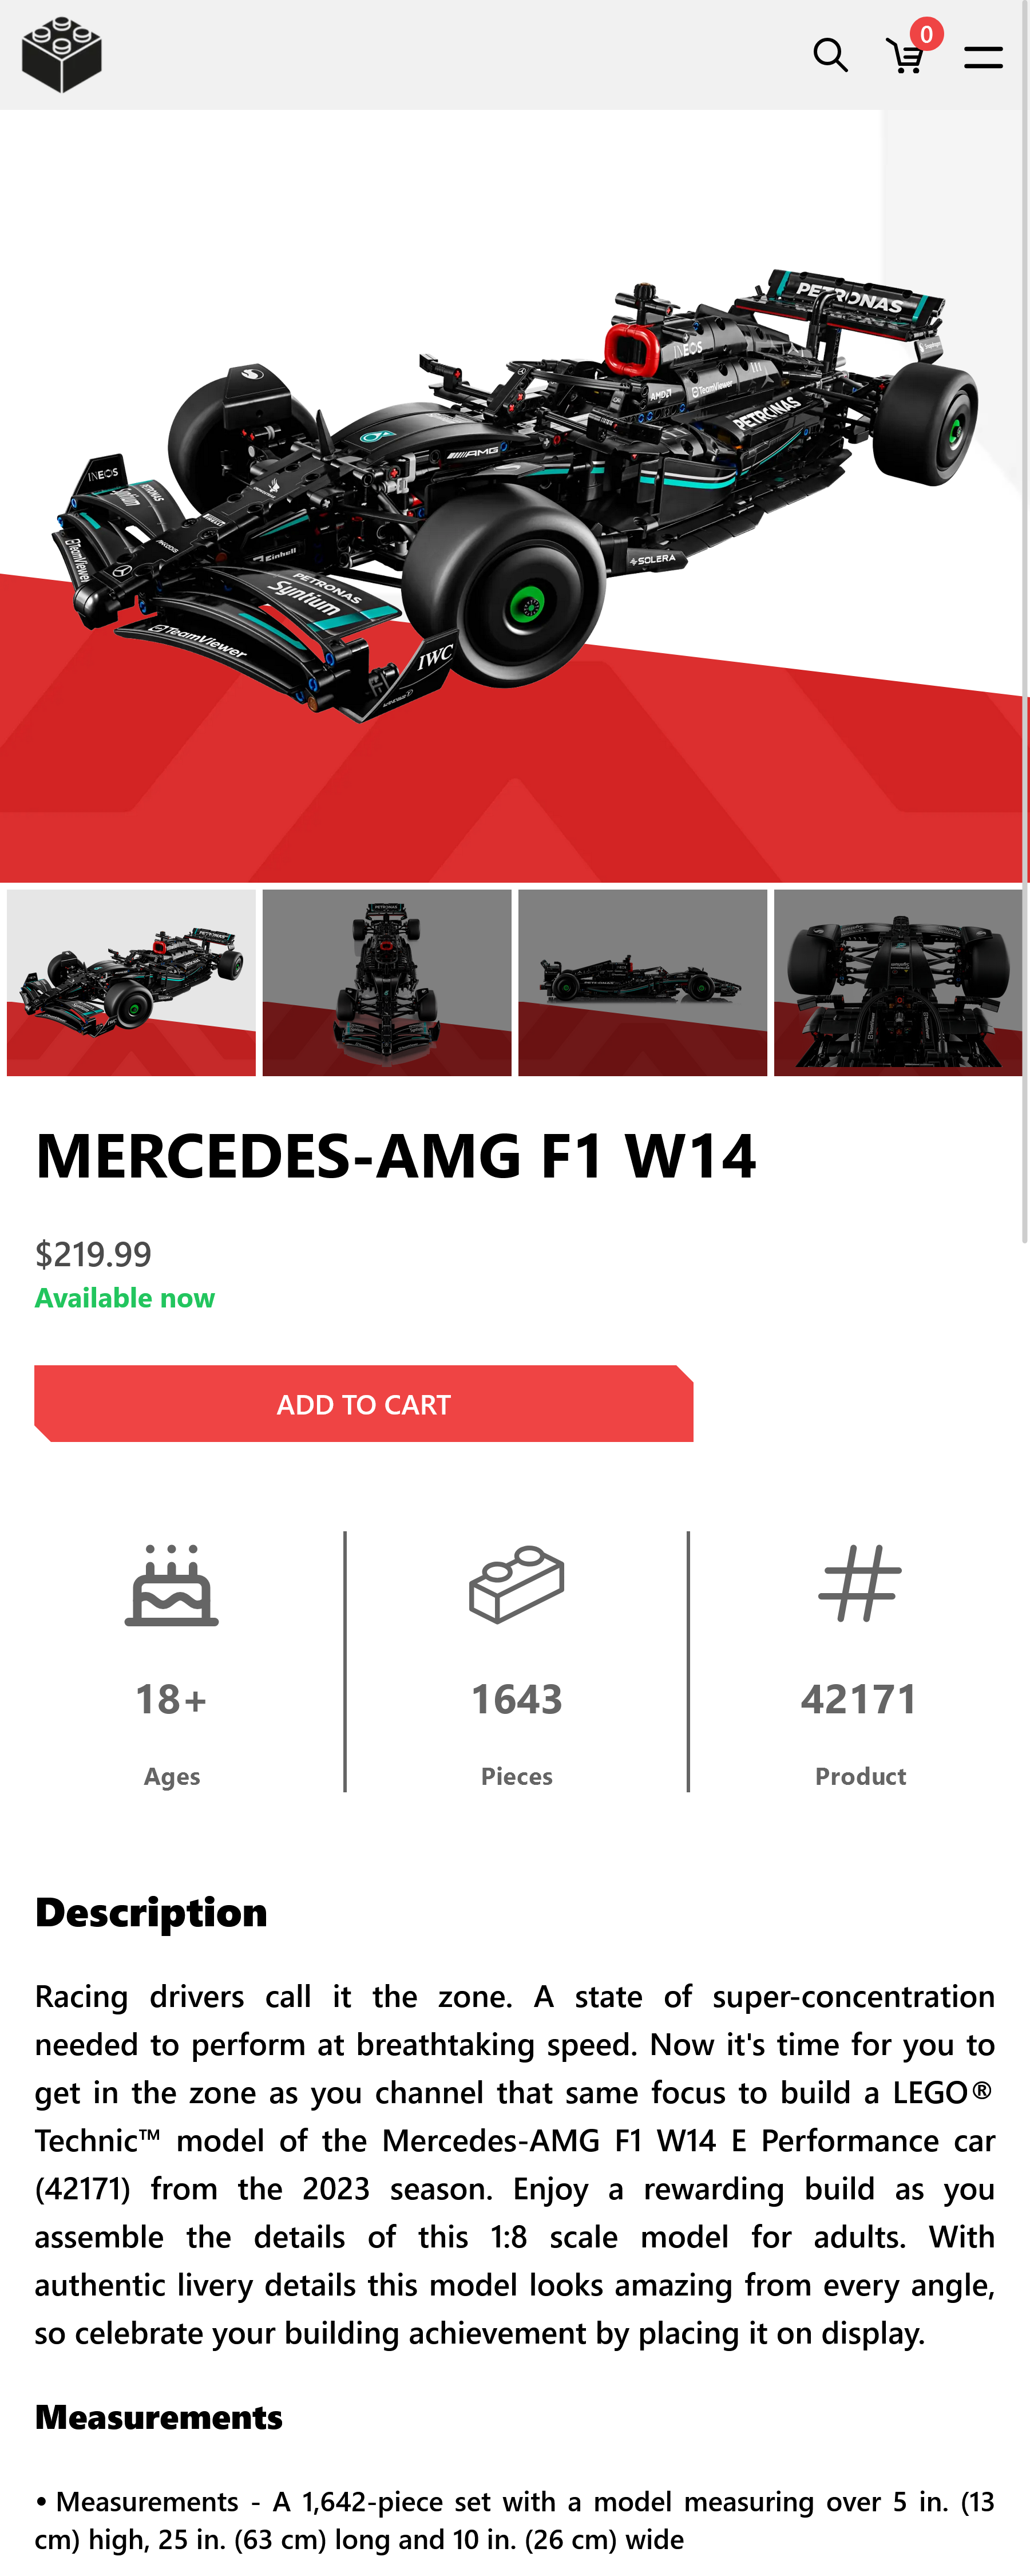 0
PETRONAS
INEOS
AMD
TeamViewer
PETRONAS
AMG
INEOS
PETRONAS
Syntium
TeamViewer
Einhell
SOLERA
PETRONAS
Syntium
TeamViewer
IWC
MERCEDES-AMG F1 W14
$219.99
Available now
ADD TO CART
18+ 1643 42171
Ages Pieces Product
Description
Racing drivers call it the zone. A state of super-concentration
needed to perform at breathtaking speed. Now it's time for you to
get in the zone as you channel that same focus to build a LEGO®
Technic™ model of the Mercedes-AMG F1 W14 E Performance car
(42171) from the 2023 season. Enjoy a rewarding build as you
assemble the details of this 1:8 scale model for adults. With
authentic livery details this model looks amazing from every angle,
so celebrate your building achievement by placing it on display.
Measurements
• Measurements - A 1,642-piece set with a model measuring over 5 in. (13
cm) high, 25 in. (63 cm) long and 10 in. (26 cm) wide